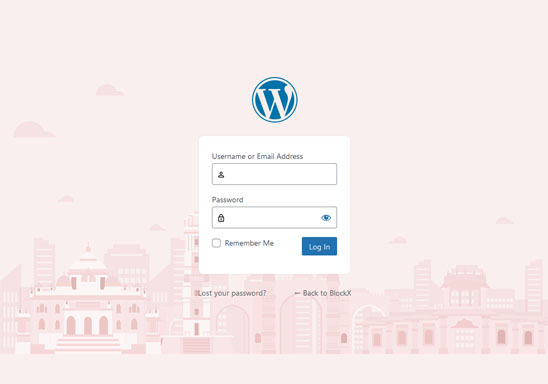 Username or Email Address
Password
Remember Me
Log In
Lost your password?
← Back to BlockX